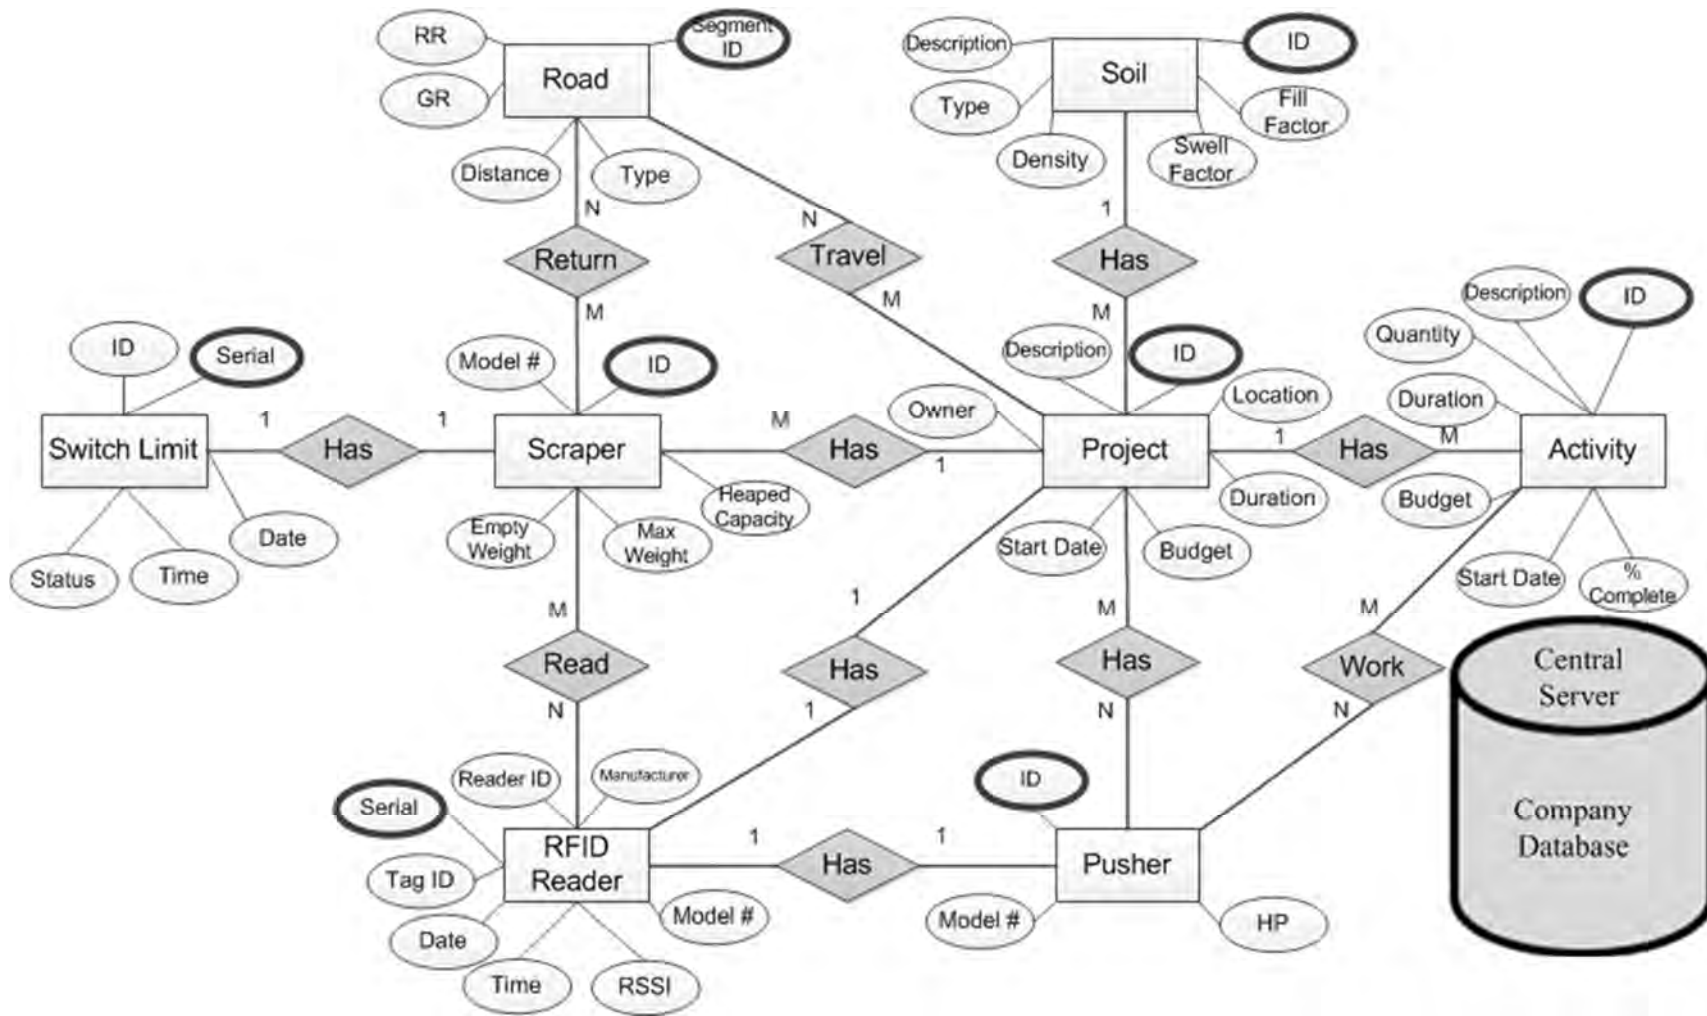 RR
Segment
ID
Road
GR
Distance
Type
N
Return
M
N
Travel
M
Description
ID
Soil
Type
Fill
Factor
Density
Swell
Factor
1
Has
M
ID
Serial
Switch Limit
Status
Time
Date
1
Has
1
Model #
ID
Scraper
Empty
Weight
Max
Weight
Heaped
Capacity
M
Has
1
Owner
Description
ID
Location
Project
Start Date
Budget
Duration
1
Has
M
Description
ID
Quantity
Duration
Activity
Budget
Start Date
%
Complete
M
Read
N
1
Has
1
M
Has
N
M
Work
N
Reader ID
Manufacturer
Serial
RFID
Reader
Tag ID
Date
Time
RSSI
Model #
1
Has
1
ID
Pusher
Model #
HP
Central
Server
Company
Database